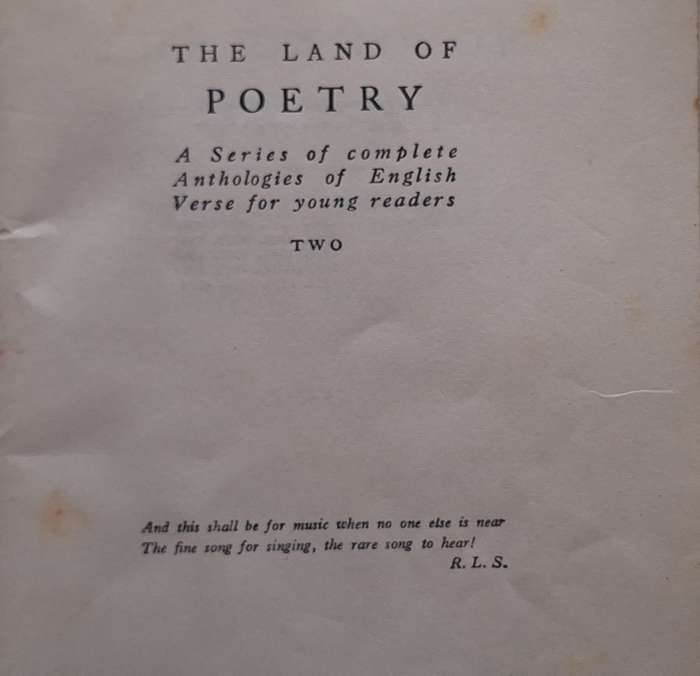 THE LAND OF
POETRY
A Series of complete
Anthologies of English
Verse for young readers
TWO
And this shall be for music when no one else is near
The fine song for singing, the rare song to hear!
R. L. S.